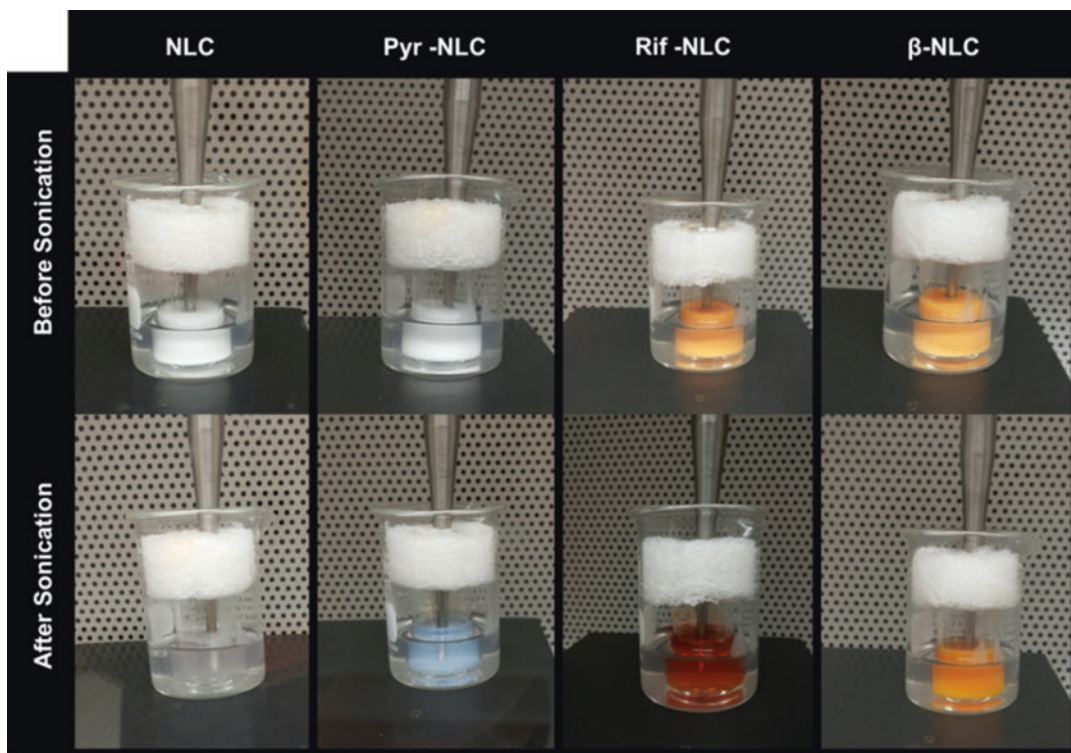 NLC
Pyr -NLC
Rif -NLC
β-NLC
Before Sonication
After Sonication